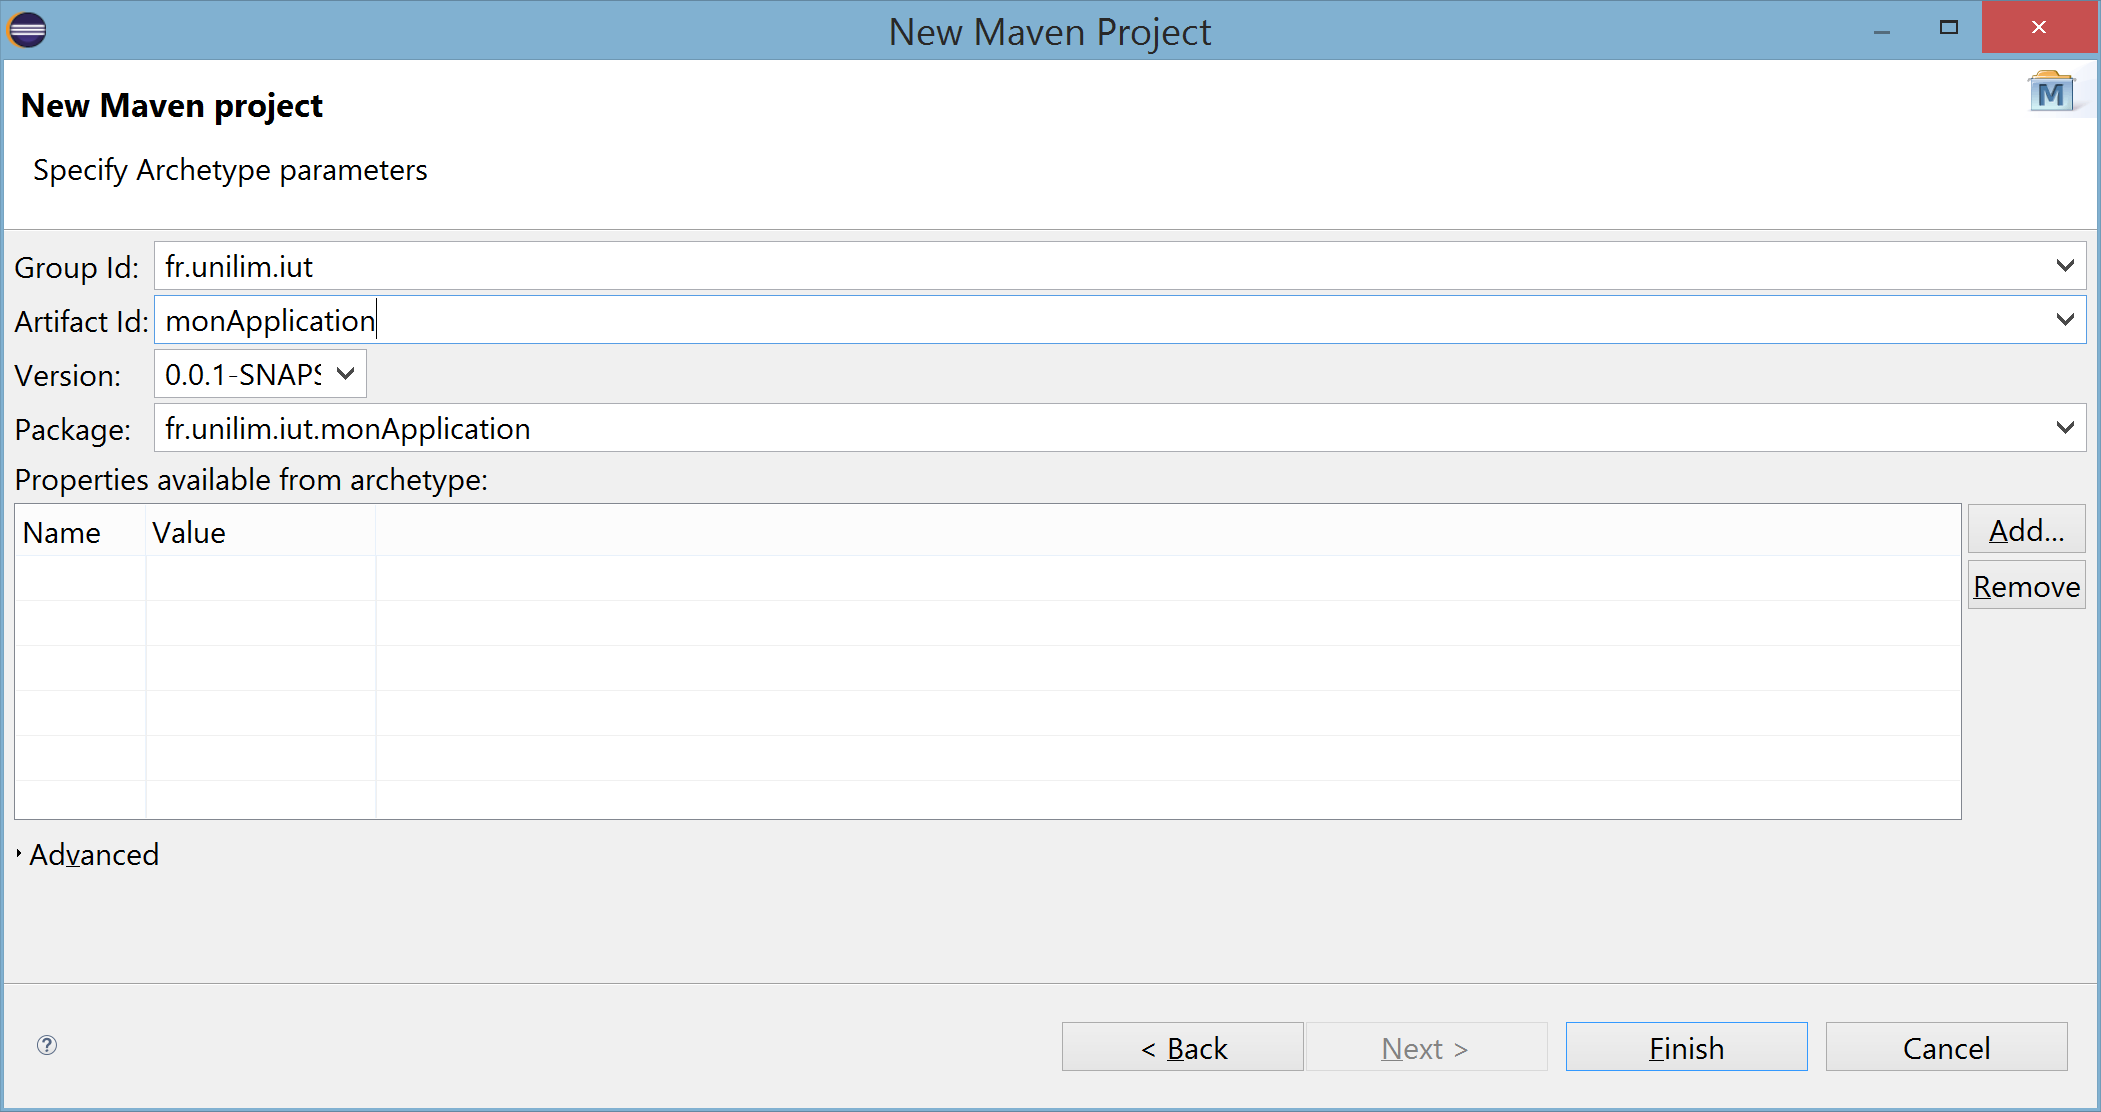 New Maven Project
New Maven project
M
Specify Archetype parameters
Group Id: fr.unilim.iut
Artifact Id: monApplication
Version: 0.0.1-SNAPS
Package: fr.unilim.iut.monApplication
Properties available from archetype:
Name Value
Add...
Remove
Advanced
? < Back Next > Finish Cancel